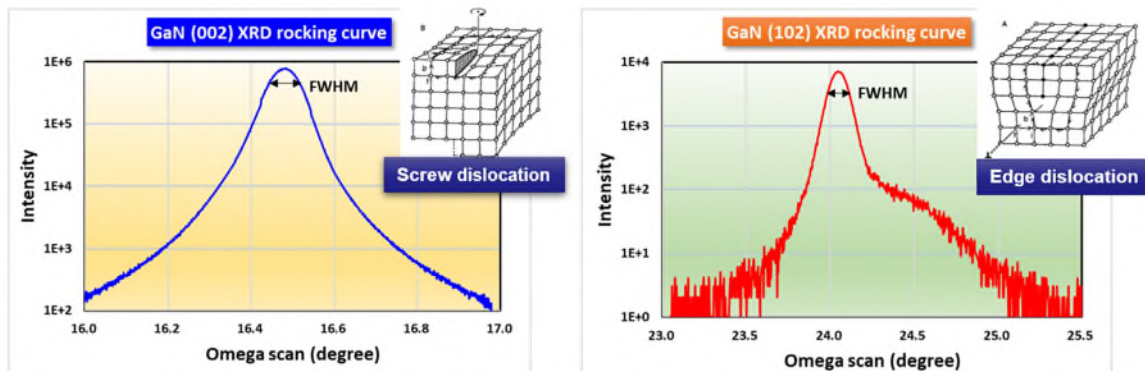 GaN (002) XRD rocking curve
B
b
1E+6
1E+5
1E+4
1E+3
1E+2
Intensity
FWHM
Screw dislocation
16.0 16.2 16.4 16.6 16.8 17.0
Omega scan (degree)
GaN (102) XRD rocking curve
A
b
1E+4
1E+3
1E+2
1E+1
1E+0
Intensity
FWHM
Edge dislocation
23.0 23.5 24.0 24.5 25.0 25.5
Omega scan (degree)